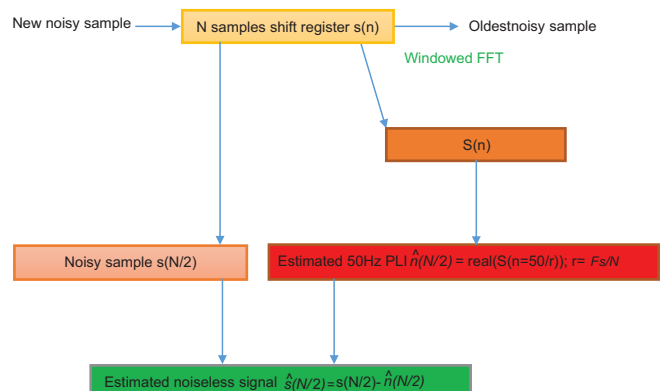 New noisy sample
N samples shift register s(n)
Oldestnoisy sample
Windowed FFT
S(n)
Noisy sample s(N/2)
Estimated 50Hz PLI n̂(N/2) = real(S(n=50/r)); r= Fs/N
Estimated noiseless signal ŝ(N/2)=s(N/2)-n̂(N/2)